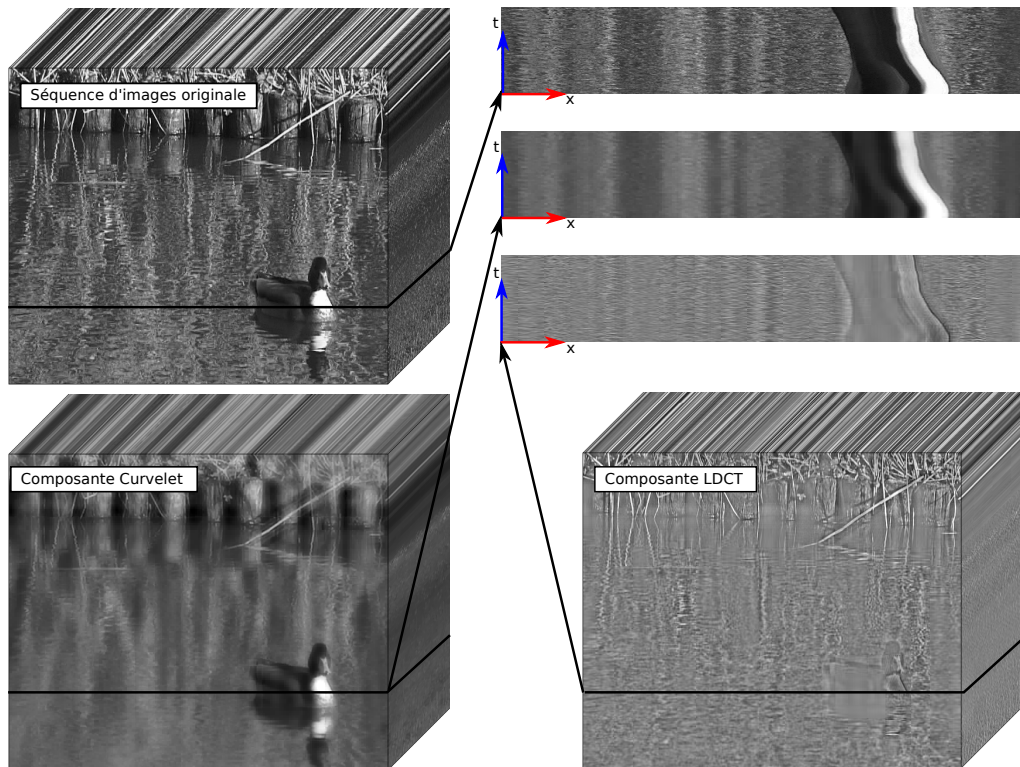 Séquence d'images originale
t
x
t
x
t
x
Composante Curvelet
Composante LDCT